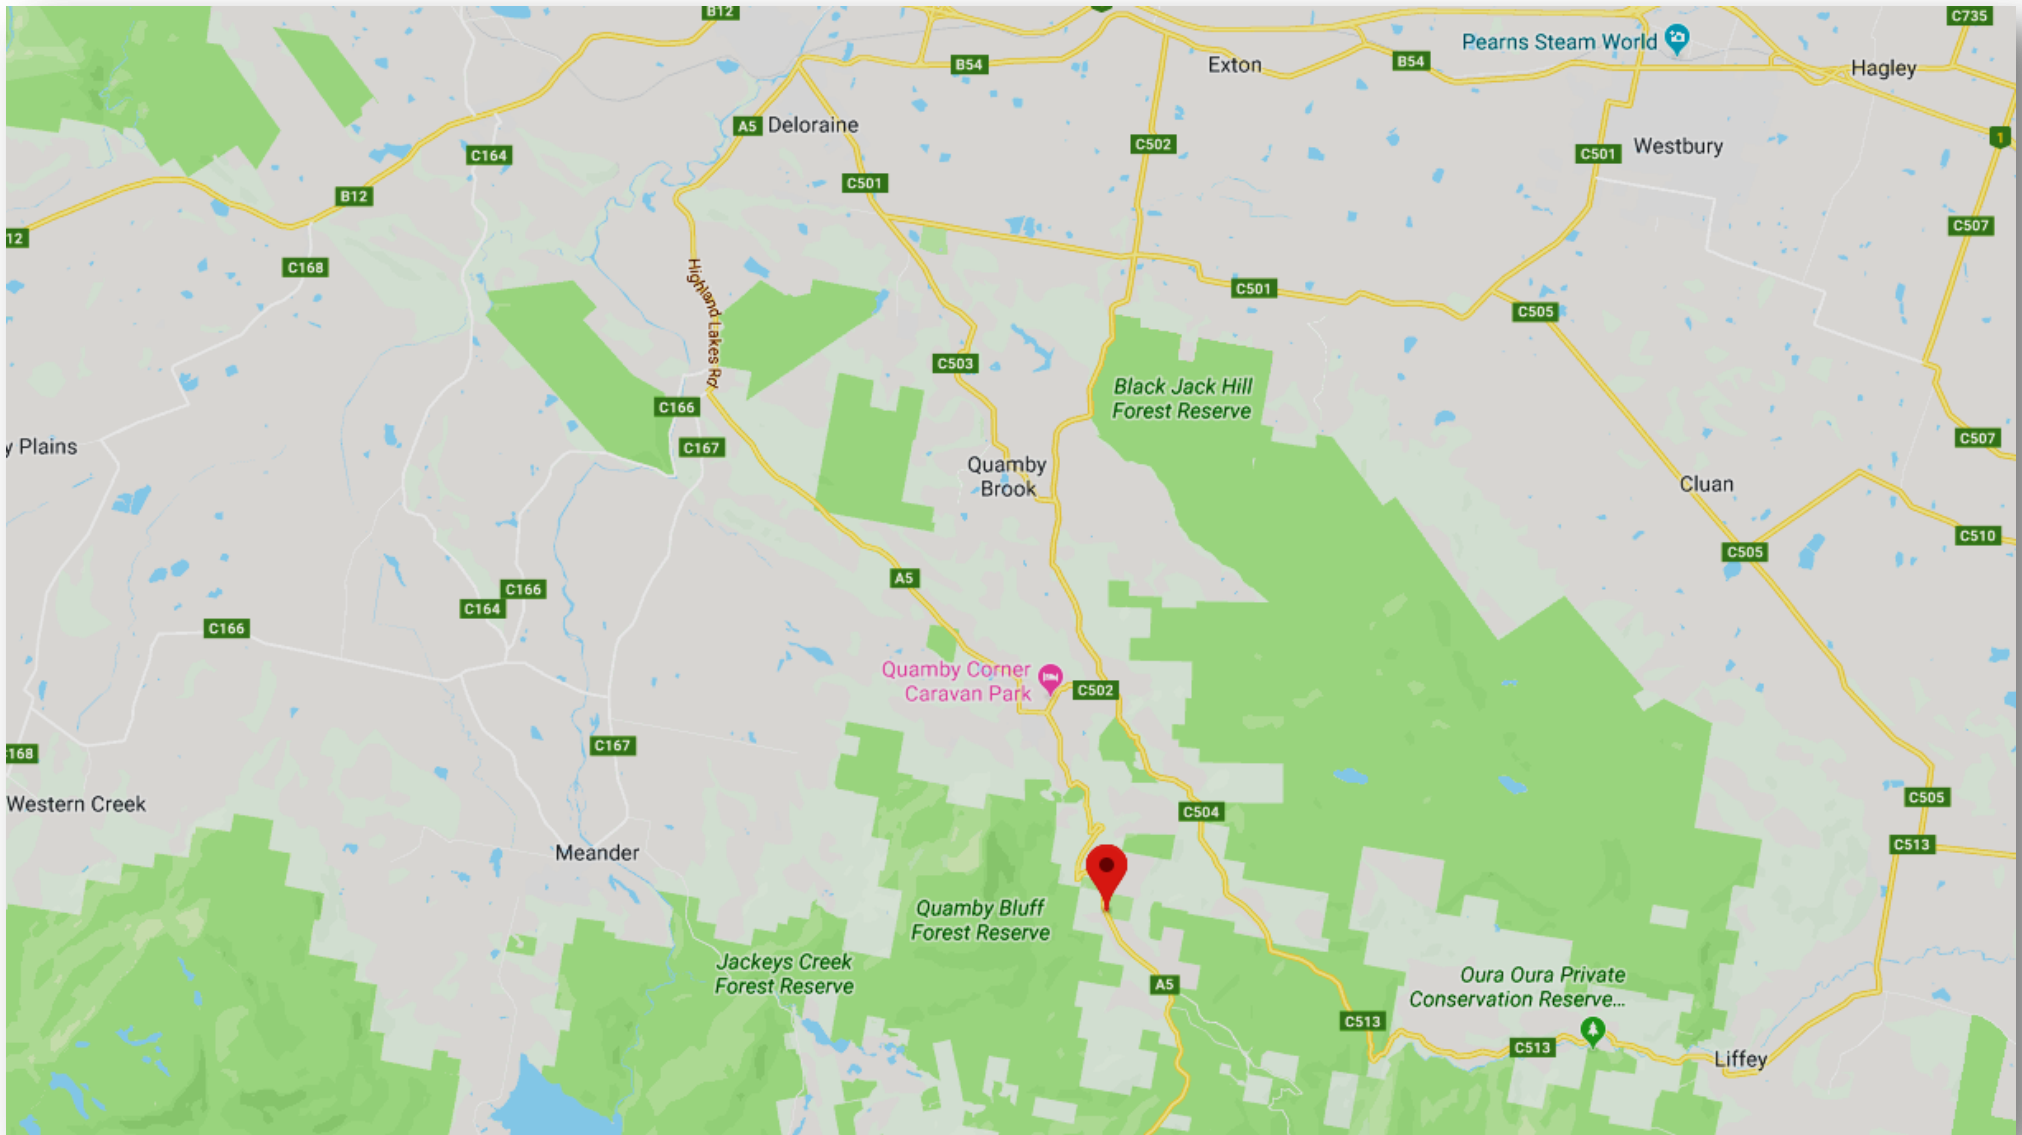 B12
C735
Pearns Steam World
B54
Exton
B54
Hagley
A5
Deloraine
C502
1
C164
C501
Westbury
C501
B12
12
C507
C168
Highland Lakes Rd
C501
C505
C503
Black Jack Hill
Forest Reserve
C166
y Plains
C167
C507
Quamby
Brook
Cluan
C510
C505
A5
C166
C164
C166
Quamby Corner
Caravan Park
C502
C167
168
Western Creek
C505
C504
C513
Meander
Quamby Bluff
Forest Reserve
Jackeys Creek
Forest Reserve
Oura Oura Private
Conservation Reserve...
A5
C513
C513
Liffey